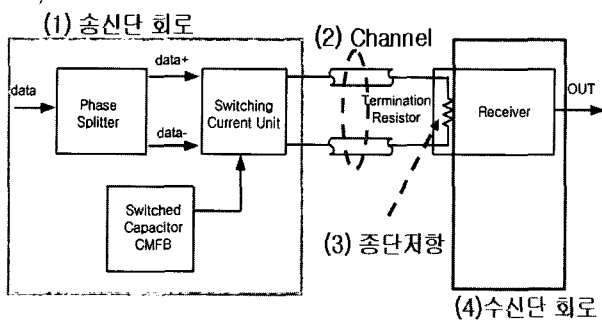 (1) 송신단 회로
(2) Channel
data
data+
data-
Phase
Splitter
Switching
Current Unit
Switched
Capacitor
CMFB
Termination
Resistor
Receiver
OUT
(3) 종단저항
(4)수신단 회로